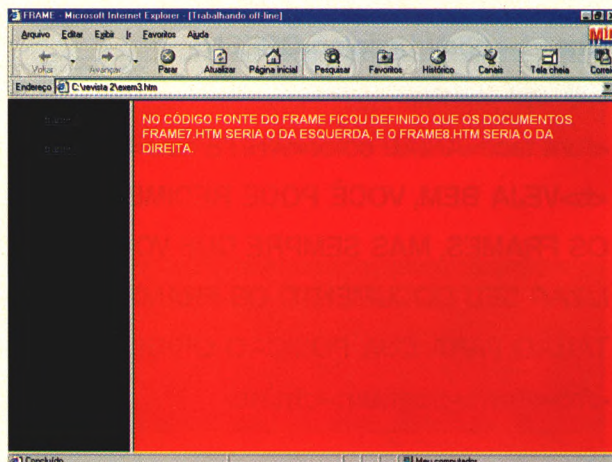 FRAME - Microsoft Internet Explorer - [Trabalhando off-line]
Arquivo Editar Exibir Ir Favoritos Ajuda
Voltar Avançar Parar Atualizar Página inicial Pesquisar Favoritos Histórico Canais Tela cheia
Endereço C:\revista 2\exem3.htm
NO CÓDIGO FONTE DO FRAME FICOU DEFINIDO QUE OS DOCUMENTOS
FRAME7.HTM SERIA O DA ESQUERDA, E O FRAME8.HTM SERIA O DA
DIREITA.
Concluído Meu computador